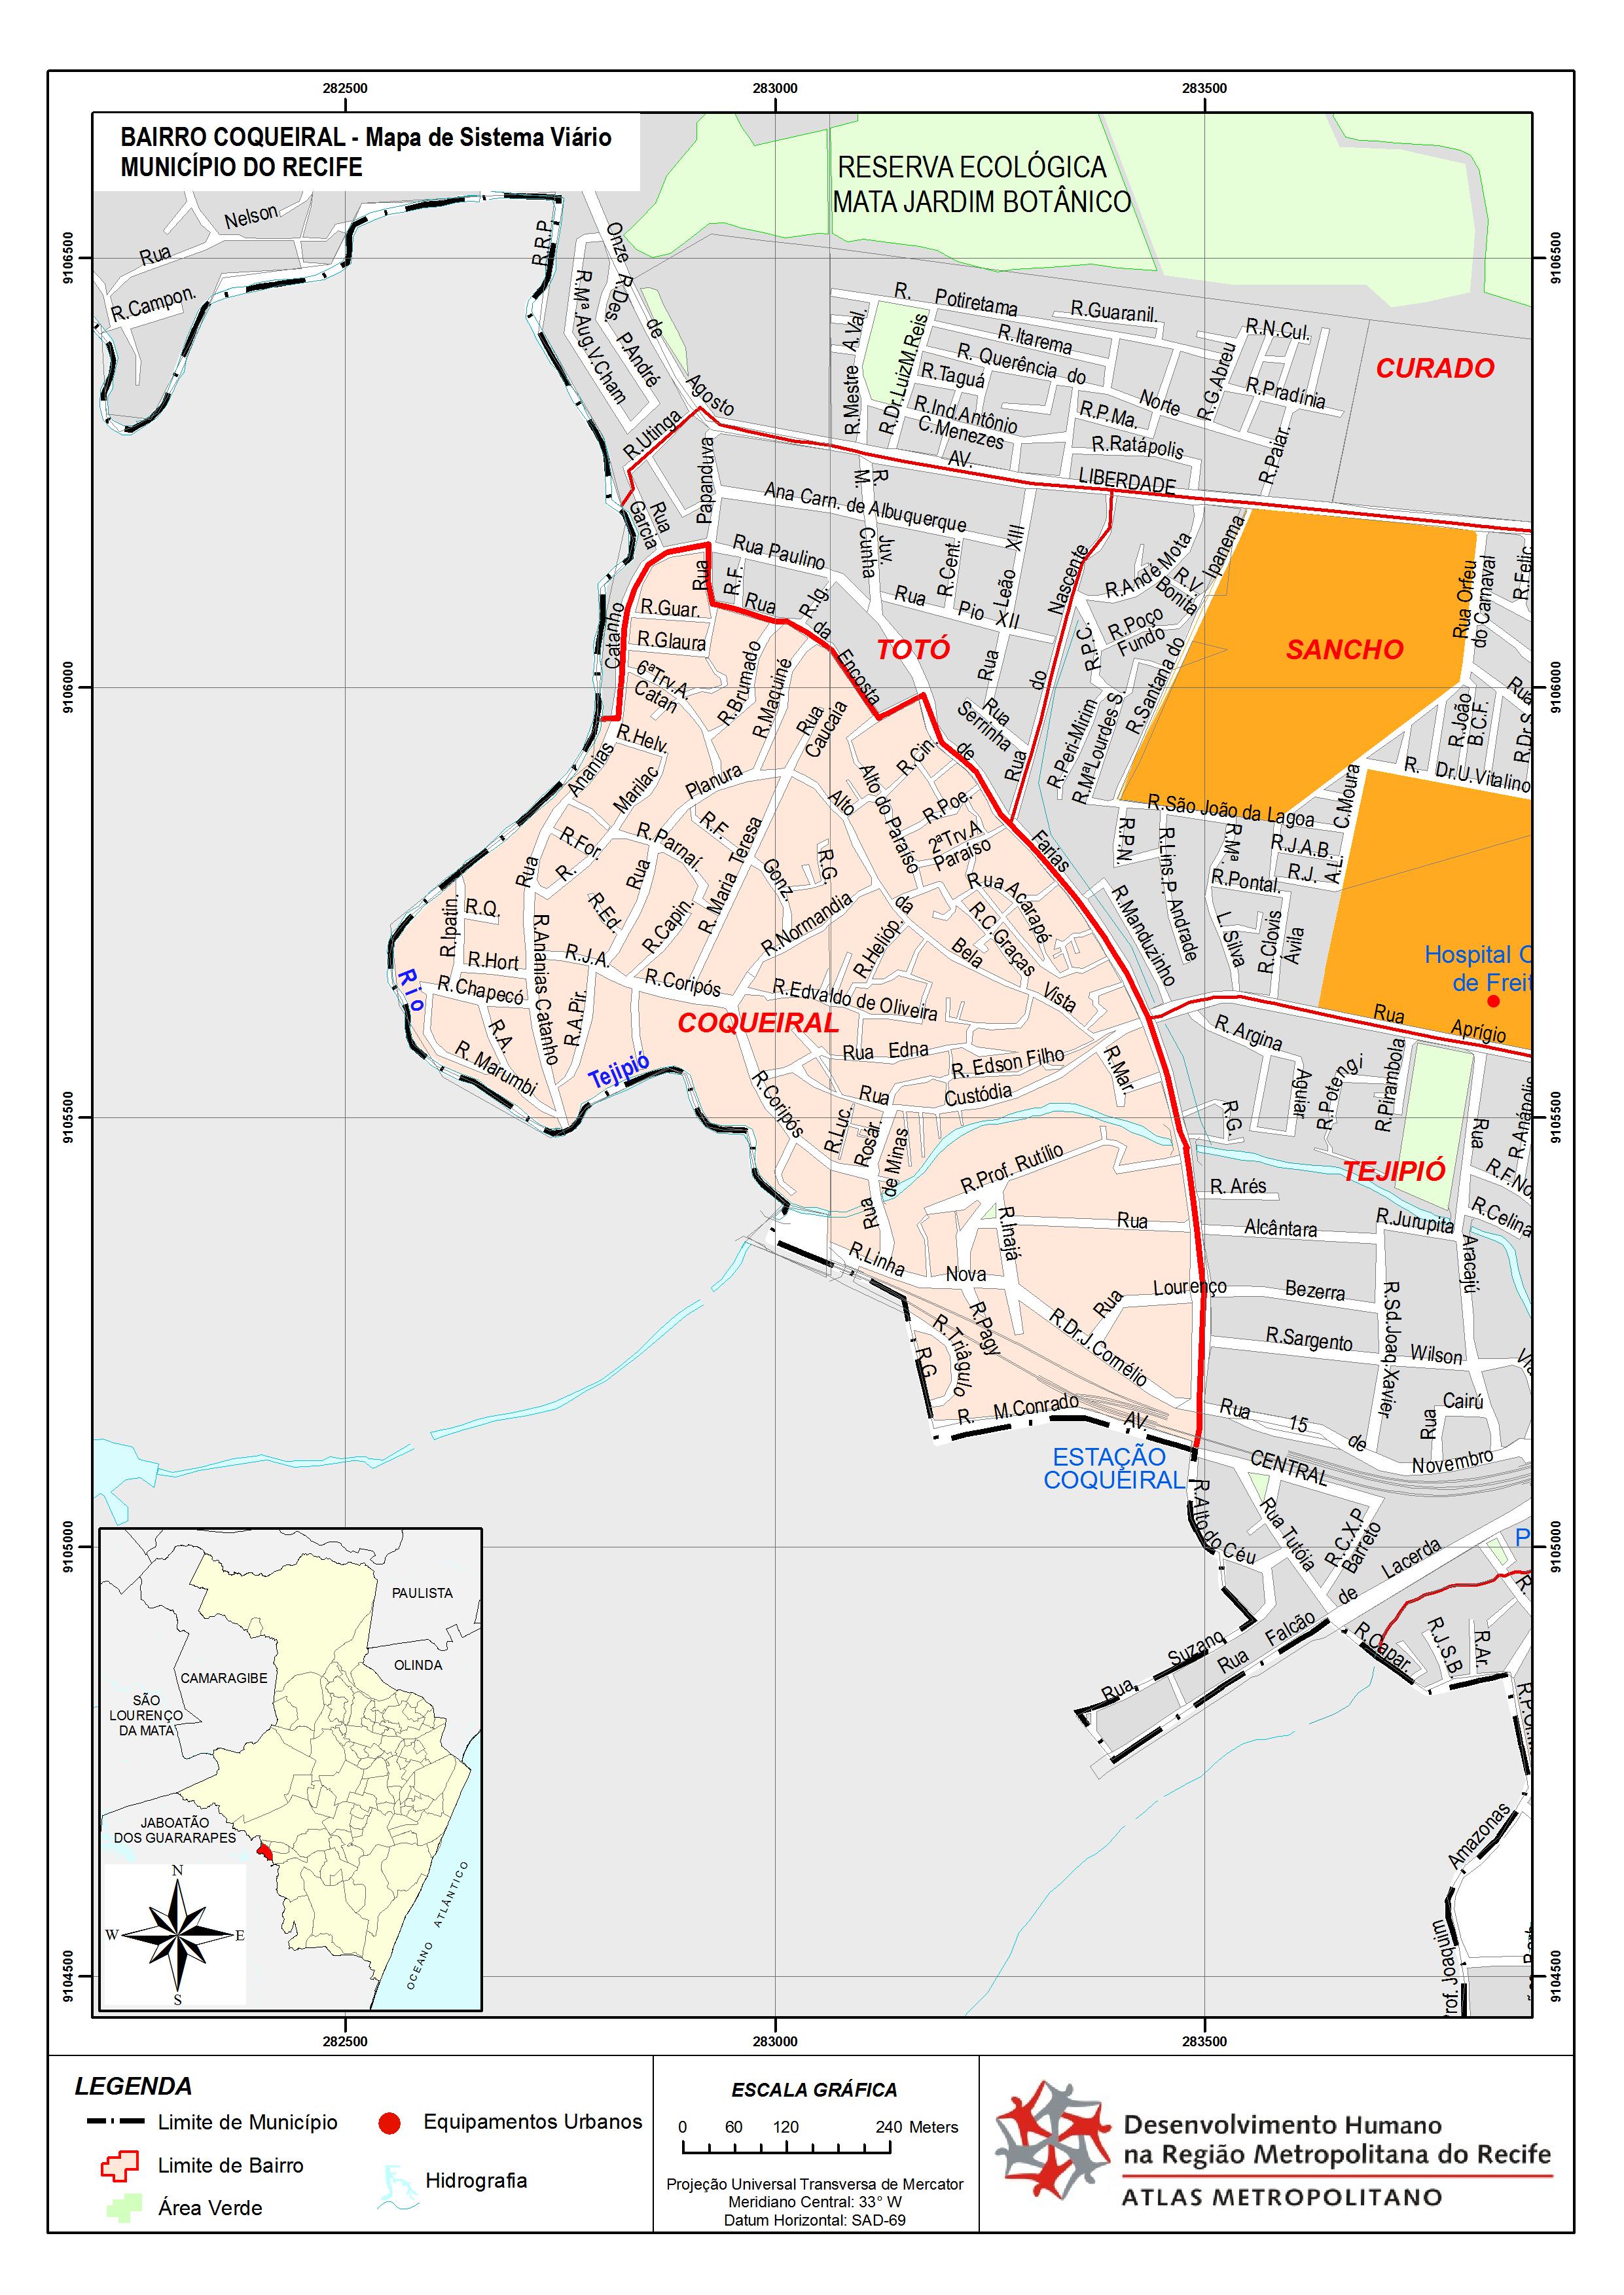 282500
283000
283500
BAIRRO COQUEIRAL - Mapa de Sistema Viário
MUNICÍPIO DO RECIFE
RESERVA ECOLÓGICA
MATA JARDIM BOTÂNICO
Nelson
Rua
R.Campon.
R.R.P.
Onze
de
Agosto
R.Des.
P.André
R.Mª.Aug.V.Cham
R.Utinga
9106500
9106500
R. Potiretama
R.Guaranil.
R.N.Cul.
R.Mestre A.Val.
R.Dr.LuizM.Reis
R.Itarema
R. Querência do
Norte
R.Taguá
R.Ind.Antônio
C.Menezes
R.P.Ma.
R.G.Abreu
R.Pradínia
R.Ratápolis
R.Paiar.
CURADO
AV.
LIBERDADE
Papanduva
Rua
Rua
Garcia
Catanho
Ananias
Rua
Ana Carn. de Albuquerque
R.
M.
Juv.
Cunha
Rua Paulino
R.F.
R.Cent.
Rua Leão XIII
Rua Pio XII
Nascente
do
Rua
R.Andé Mota
R.V.
Bonita
Ipanema
R.Santana do
R.Poço
Fundo
R.P.C.
Rua Orfeu
do Carnaval
R.Felic
TOTÓ
SANCHO
Rua
da
Encosta
R.Ig.
R.Guar.
R.Glaura
6ªTrv.A.
Catan
R.Brumado
R.Maquiné
Rua
Caucaia
9106000
9106000
Rua
Serrinha
R.Peri-Mirim
R.MªLourdes S.
R.João
B.C.F.
Rua
R.Dr.S.
R. Dr.U.Vitalino
C.Moura
R.São João da Lagoa
R.Helv.
Marilac
Planura
R.Cin.
de
Farias
Alto
da
Bela
Vista
Alto do Paraíso
R.Poe.
2ªTrv.A
Paraíso
R.F.
R.Parnaí.
R.For.
R.
Rua
R. Maria Teresa
Gonz.
R.G.
R.P.N.
R.Lins.P.
Andrade
R.Mª.
L. Silva
R.J.A.B.
R.J.
A.L.
R.Pontal.
R.Clovis
Ávila
Rua Acarapé
R.C.Graças
R.Manduzinho
R.Ipatin.
R.Q.
R.Ed.
R.Capin.
R.Normandia
R.Helióp.
R.Hort
R.Chapecó
R.J.A.
R.Coripós
R.Ananias Catanho
R.A.Pir.
R.A.
R. Marumbi
Rio
Tejipió
COQUEIRAL
R.Edvaldo de Oliveira
Rua Edna
R. Edson Filho
Rua
Custódia
R.Mar.
Hospital C
de Freit
Rua
Aprígio
R. Argina
Aguiar
R.Potengi
R.Pirambola
9105500
9105500
R.Coripós
R.Luc.
Rosár.
de Minas
Rua
R.G.
Rua
R.Anápolis
TEJIPIÓ
R.F.No
R.Celina
R.Prof. Rutílio
R. Arés
R.Inajá
Rua
Alcântara
R.Jurupita
Aracajú
R.Linha
Nova
R.Pagy
Rua
Lourenço
Bezerra
R.Sd.Joaq.Xavier
R. Triâgulo
R.G
R.Dr.J.Cornélio
R.Sargento
Wilson
R. M.Conrado
AV.
CENTRAL
Rua 15 de
Novembro
Cairú
Rua
ESTAÇÃO
COQUEIRAL
R.Alto do Céu
Rua Tutóia
R.C.X.P
Barreto
9105000
9105000
P
Lacerda
de
Falcão
Rua
Suzano
Rua
R.Capar.
R.J.S.B.
R.Ar.
Amazonas
Prof. Joaquim
PAULISTA
OLINDA
CAMARAGIBE
SÃO
LOURENÇO
DA MATA
JABOATÃO
DOS GUARARAPES
OCEANO ATLÂNTICO
N
W
E
S
9104500
9104500
282500
283000
283500
LEGENDA
Limite de Município
Limite de Bairro
Área Verde
Equipamentos Urbanos
Hidrografia
ESCALA GRÁFICA
0 60 120 240 Meters
Projeção Universal Transversa de Mercator
Meridiano Central: 33° W
Datum Horizontal: SAD-69
Desenvolvimento Humano
na Região Metropolitana do Recife
ATLAS METROPOLITANO